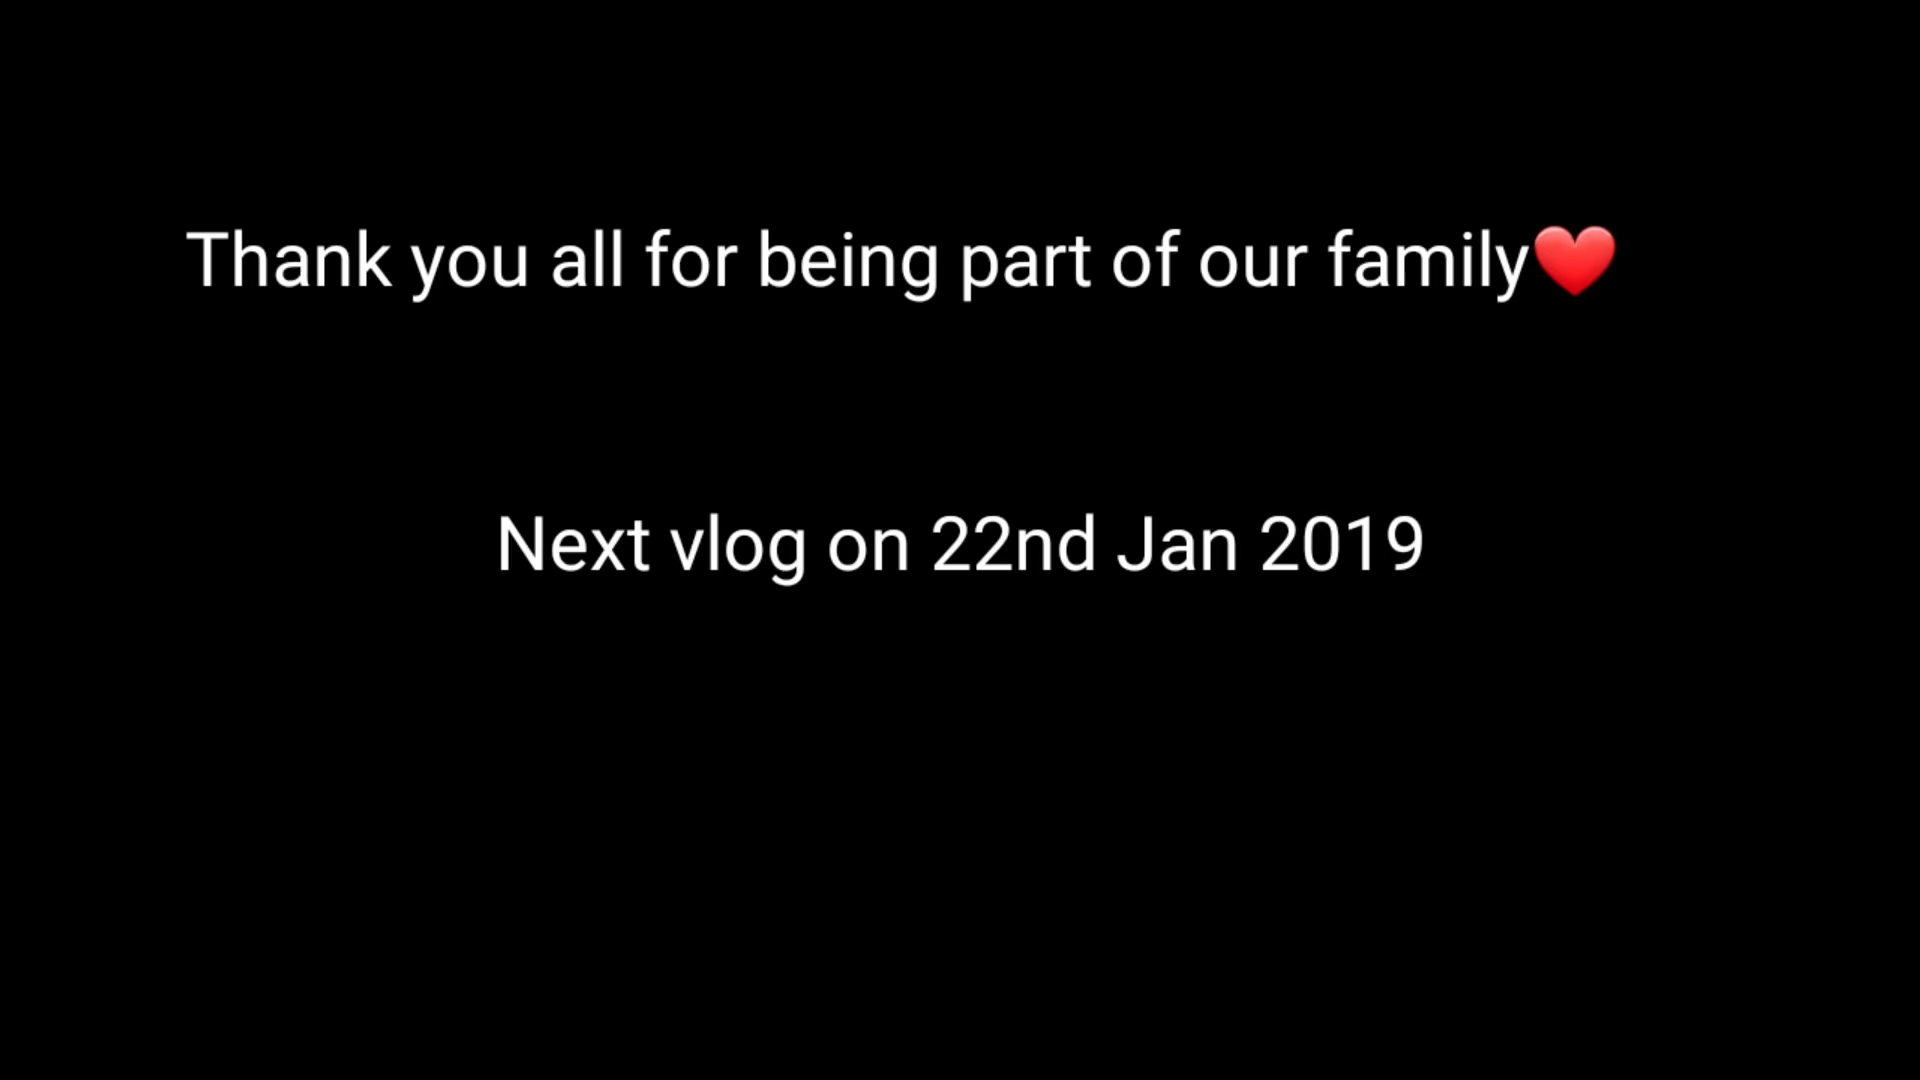 Thank you all for being part of our family❤️
Next vlog on 22nd Jan 2019